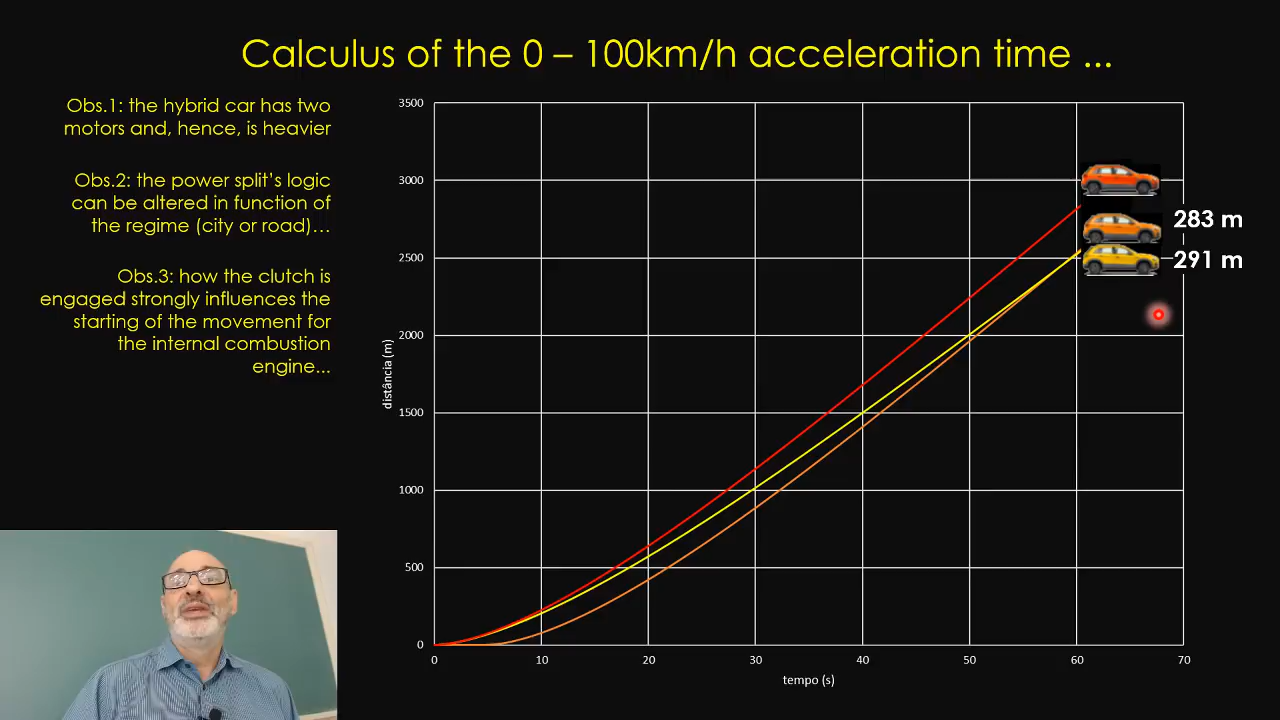 Calculus of the 0 – 100km/h acceleration time ...
Obs.1: the hybrid car has two
motors and, hence, is heavier
Obs.2: the power split's logic
can be altered in function of
the regime (city or road)...
Obs.3: how the clutch is
engaged strongly influences the
starting of the movement for
the internal combustion
engine...
distância (m)
3500
3000
2500
2000
1500
1000
500
0
0 10 20 30 40 50 60 70
tempo (s)
283 m
291 m